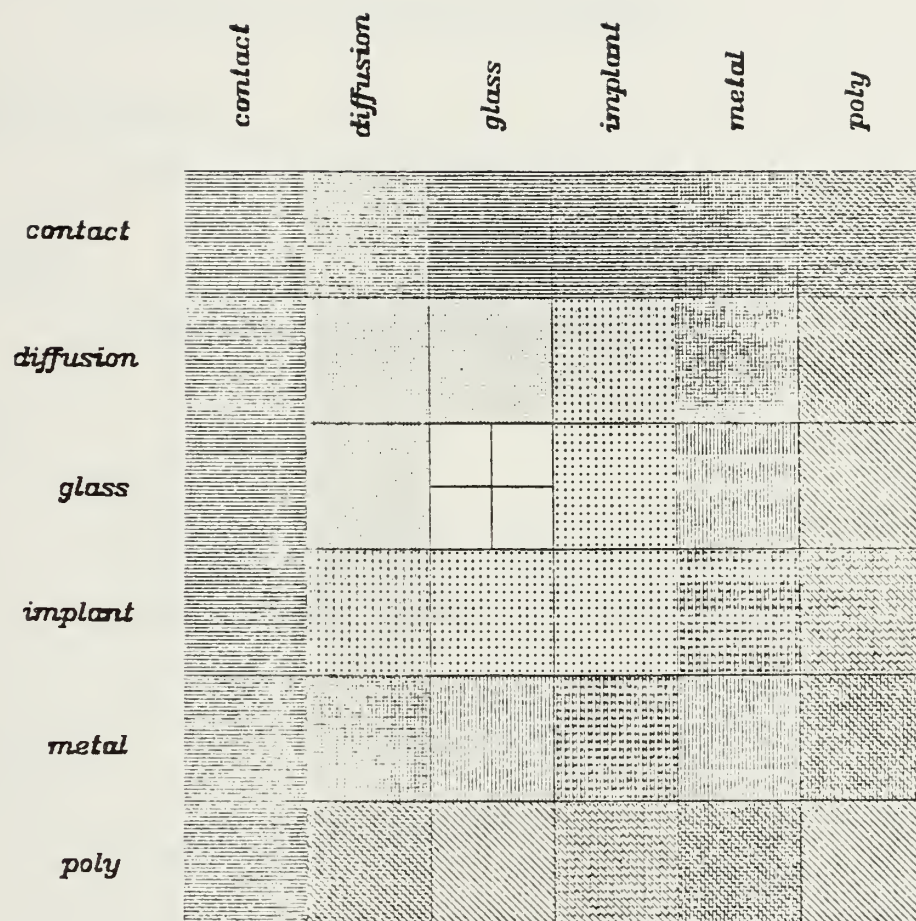 contact
diffusion
glass
implant
metal
poly
contact
diffusion
glass
implant
metal
poly